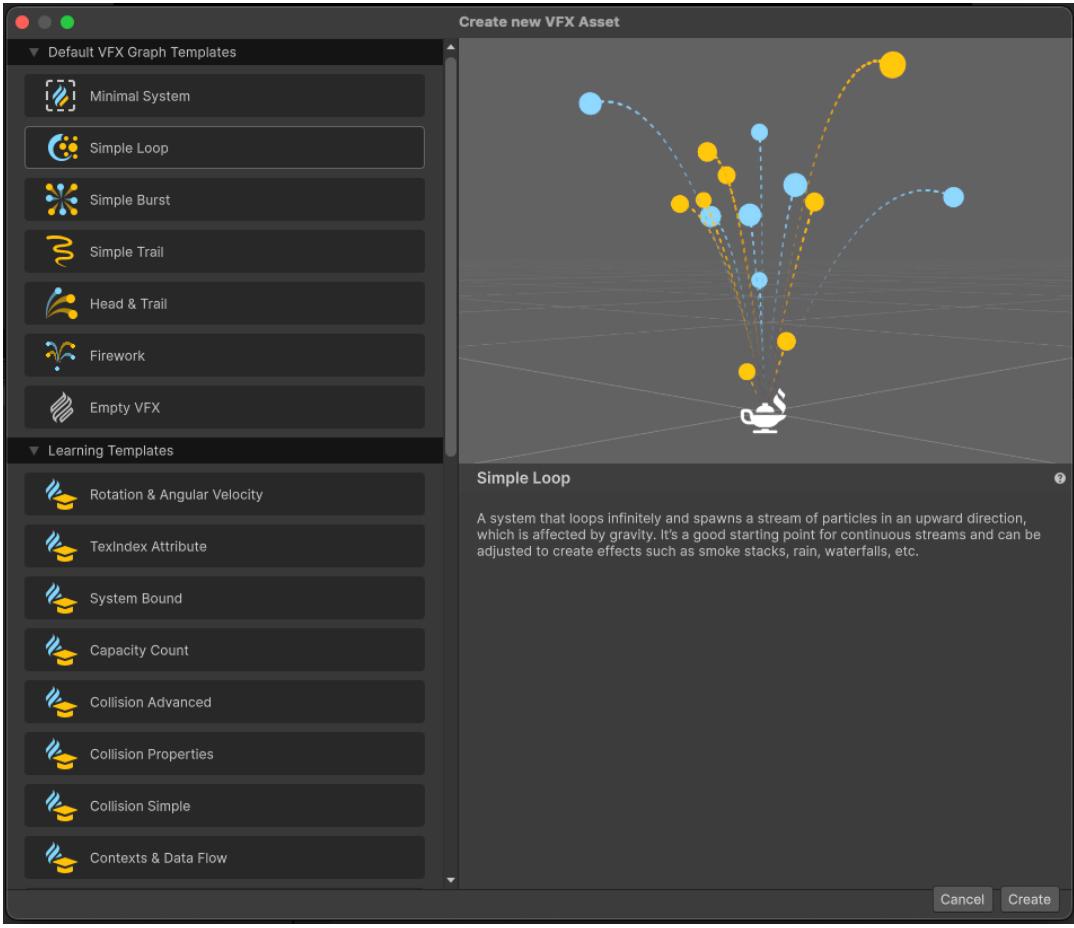 Create new VFX Asset
Default VFX Graph Templates
Minimal System
Simple Loop
Simple Burst
Simple Trail
Head & Trail
Firework
Empty VFX
Learning Templates
Rotation & Angular Velocity
TexIndex Attribute
System Bound
Capacity Count
Collision Advanced
Collision Properties
Collision Simple
Contexts & Data Flow
Simple Loop
?
A system that loops infinitely and spawns a stream of particles in an upward direction,
which is affected by gravity. It's a good starting point for continuous streams and can be
adjusted to create effects such as smoke stacks, rain, waterfalls, etc.
Cancel
Create